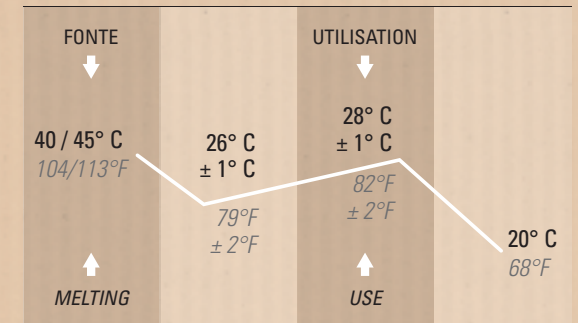 FONTE
UTILISATION
40 / 45° C
104/113°F
26° C
± 1° C
79°F
± 2°F
28° C
± 1° C
82°F
± 2°F
20° C
68°F
MELTING
USE